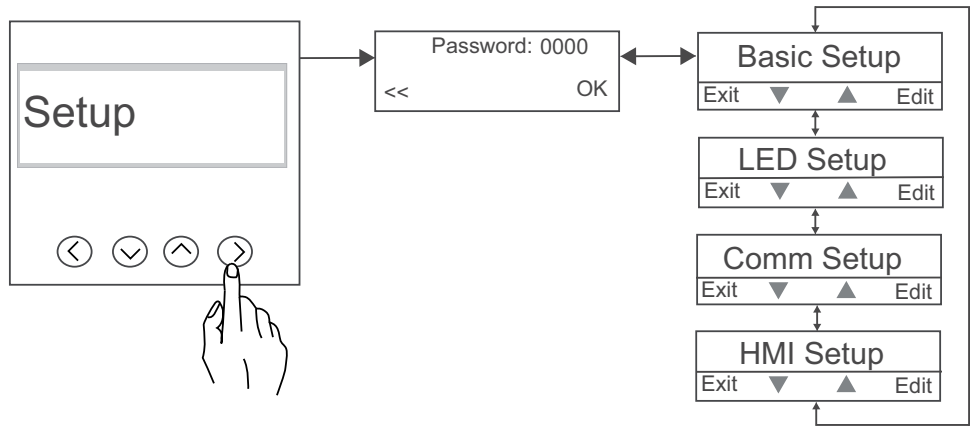 Setup
Password: 0000
<< OK
Basic Setup
Exit ▼ ▲ Edit
LED Setup
Exit ▼ ▲ Edit
Comm Setup
Exit ▼ ▲ Edit
HMI Setup
Exit ▼ ▲ Edit